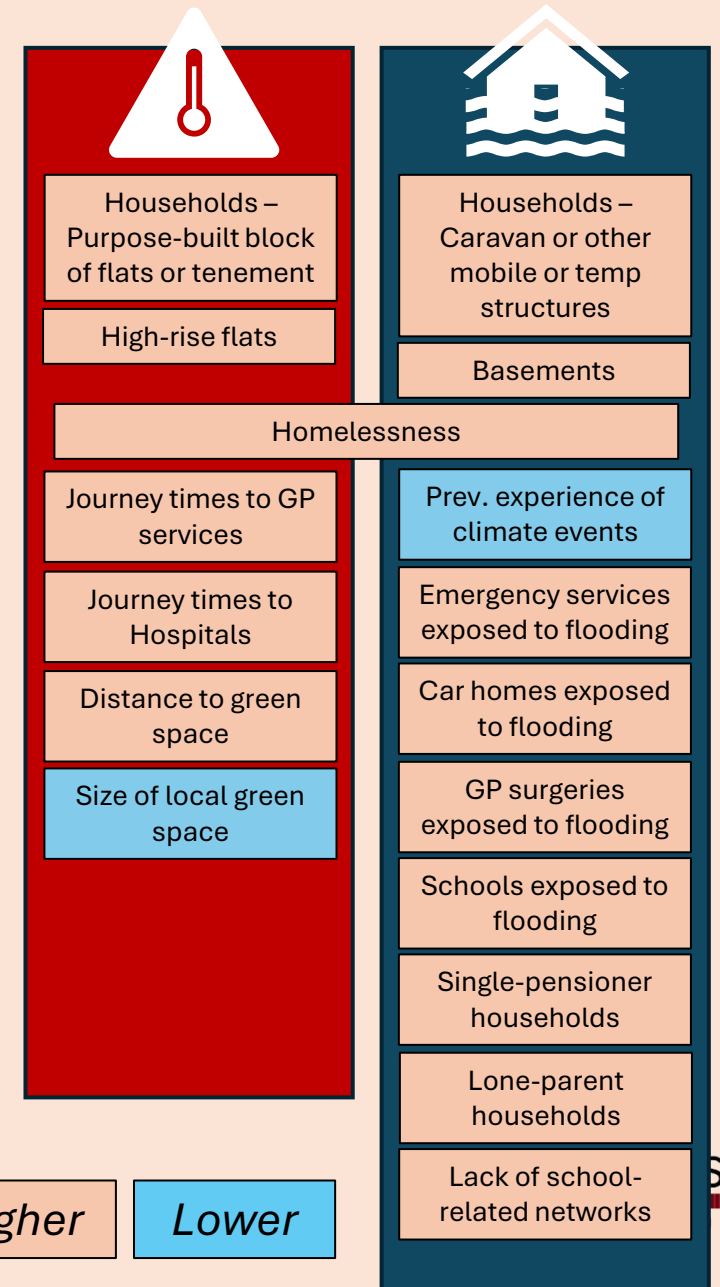 Households –
Purpose-built block
of flats or tenement
High-rise flats
Households –
Caravan or other
mobile or temp
structures
Basements
Homelessness
Journey times to GP
services
Journey times to
Hospitals
Distance to green
space
Size of local green
space
Prev. experience of
climate events
Emergency services
exposed to flooding
Car homes exposed
to flooding
GP surgeries
exposed to flooding
Schools exposed to
flooding
Single-pensioner
households
Lone-parent
households
Lack of school-
related networks
gher
Lower